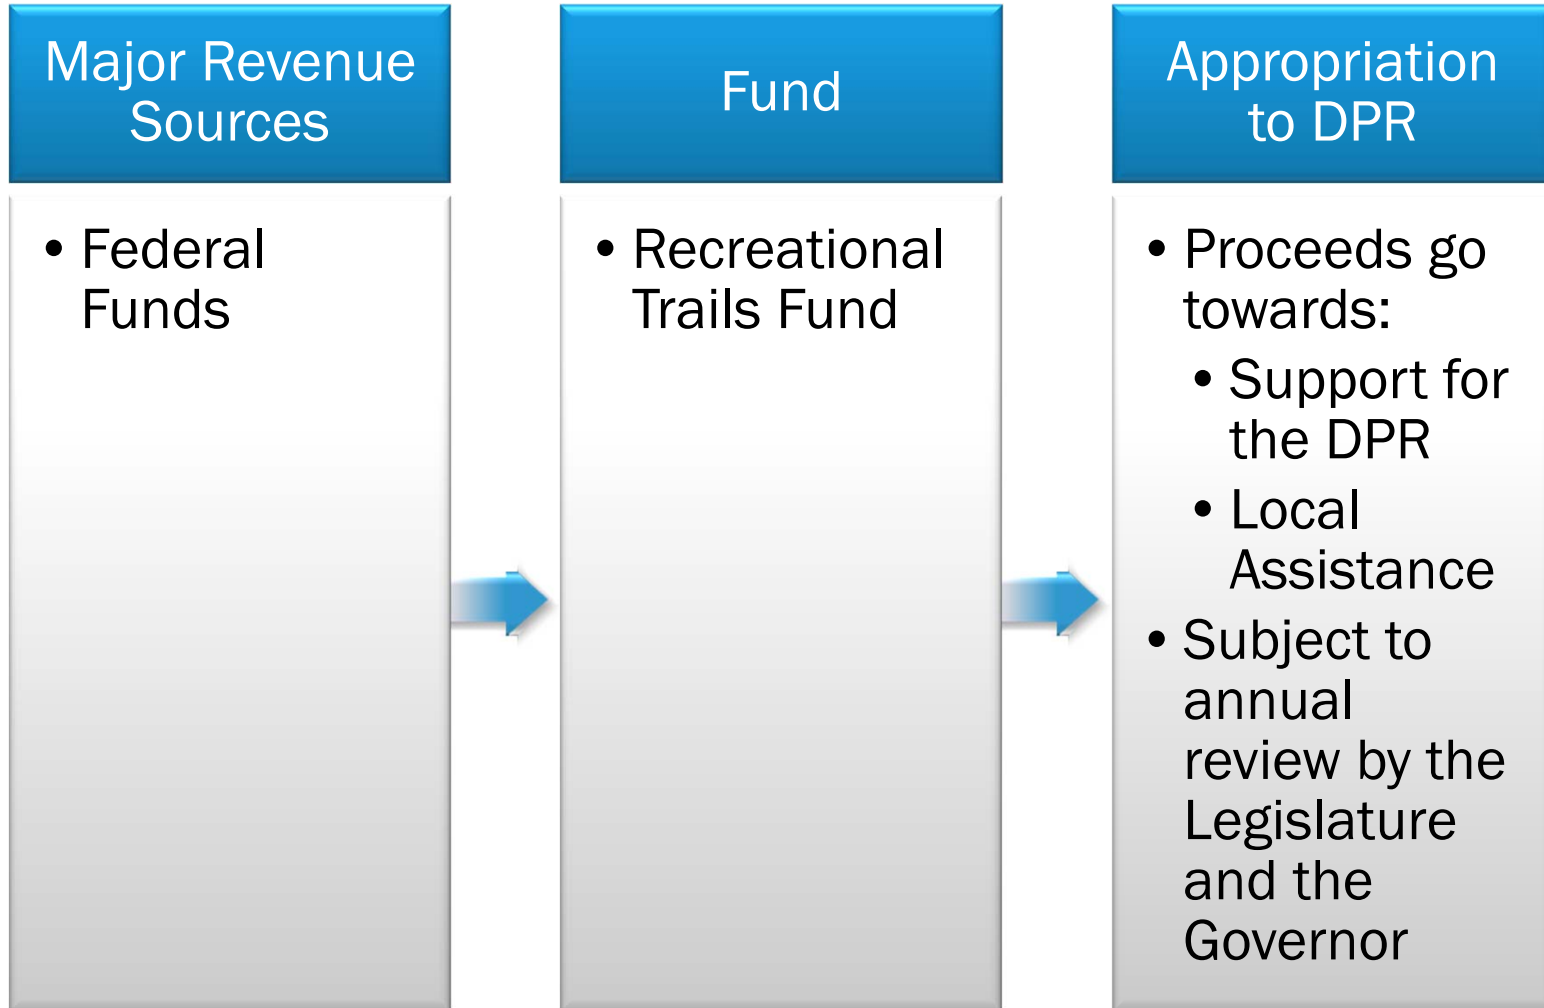 Major Revenue
Sources
• Federal
Funds
Fund
• Recreational
Trails Fund
Appropriation
to DPR
• Proceeds go
towards:
• Support for
the DPR
• Local
Assistance
• Subject to
annual
review by the
Legislature
and the
Governor